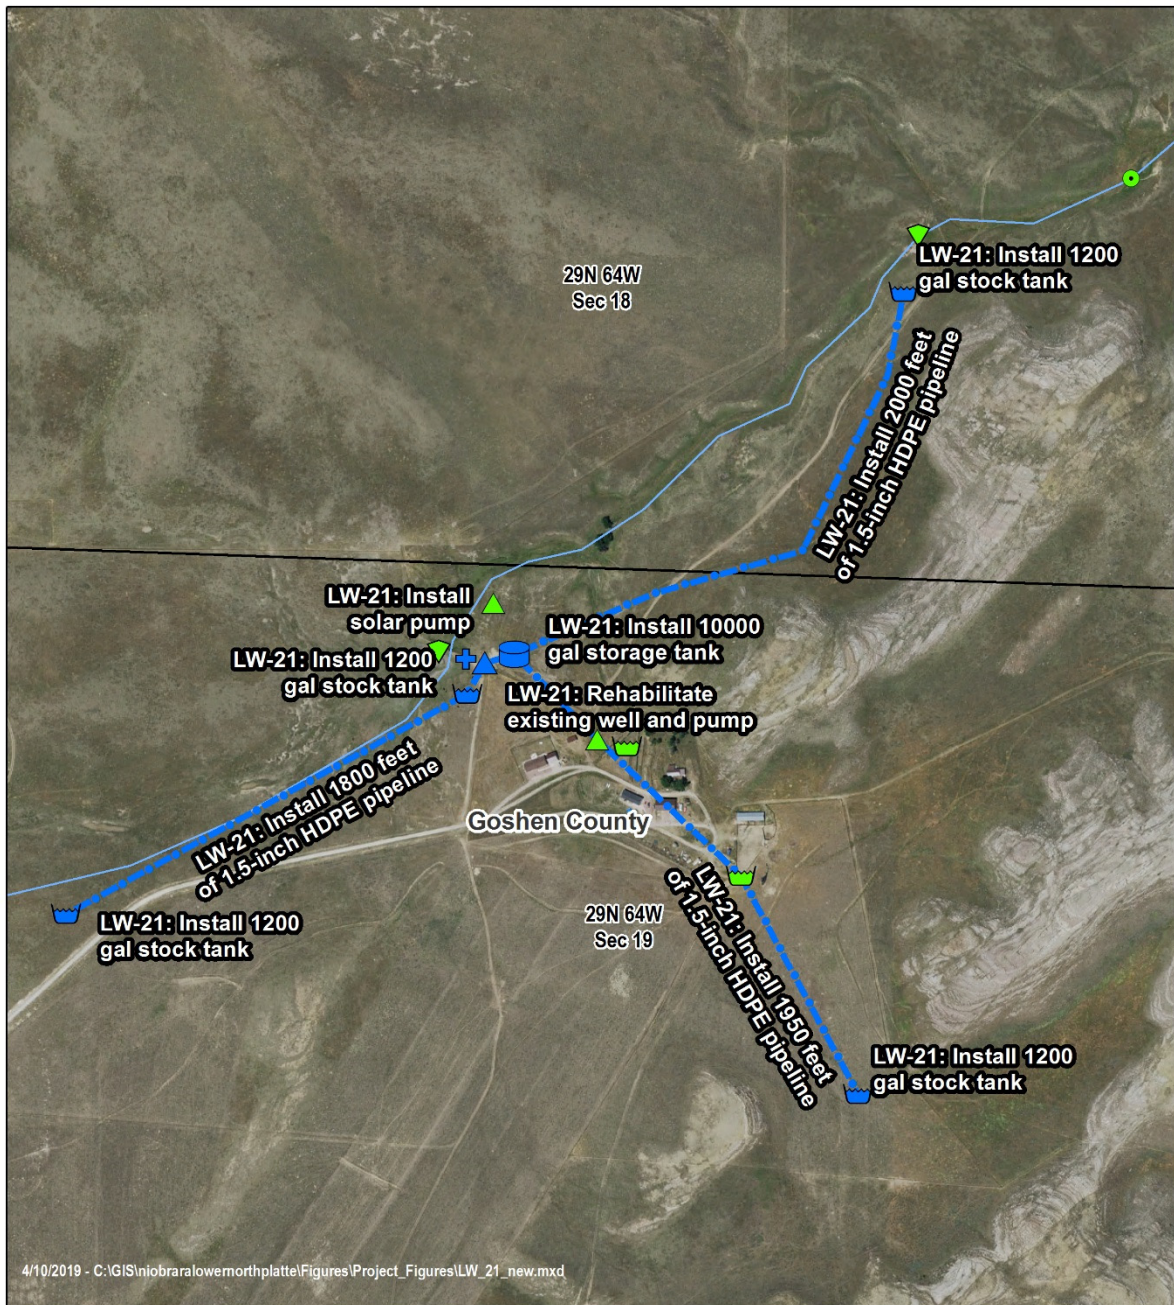 LW-21: Install 1200
gal stock tank
29N 64W
Sec 18
LW-21: Install 2000 feet
of 1.5-inch HDPE pipeline
LW-21: Install
solar pump
LW-21: Install 10000
gal storage tank
LW-21: Install 1200
gal stock tank
LW-21: Rehabilitate
existing well and pump
LW-21: Install 1800 feet
of 1.5-inch HDPE pipeline
Goshen County
LW-21: Install 1200
gal stock tank
29N 64W
Sec 19
LW-21: Install 1950 feet
of 1.5-inch HDPE pipeline
LW-21: Install 1200
gal stock tank
4/10/2019 - C:\GIS\niobraralowernorthplatte\Figures\Project_Figures\LW_21_new.mxd